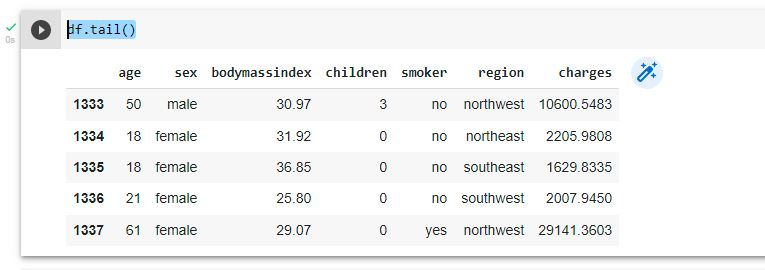 df.tail()
0s
age sex bodymassindex children smoker region charges
1333 50 male 30.97 3 no northwest 10600.5483
1334 18 female 31.92 0 no northeast 2205.9808
1335 18 female 36.85 0 no southeast 1629.8335
1336 21 female 25.80 0 no southwest 2007.9450
1337 61 female 29.07 0 yes northwest 29141.3603